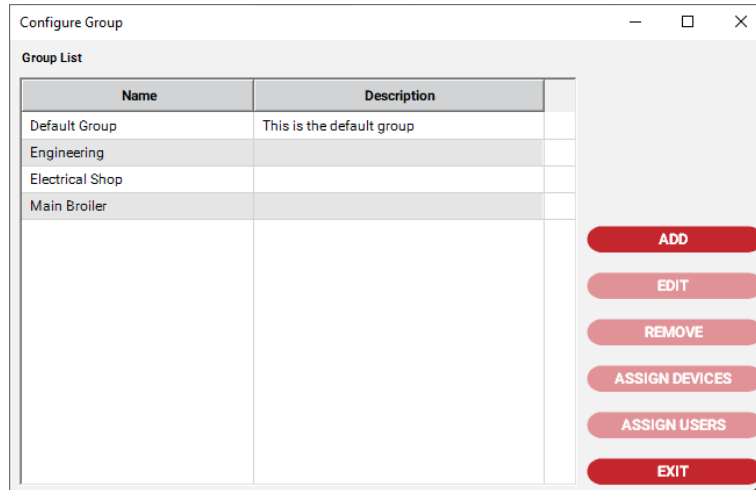 Configure Group
Group List
Name Description
Default Group This is the default group
Engineering
Electrical Shop
Main Broiler
ADD
EDIT
REMOVE
ASSIGN DEVICES
ASSIGN USERS
EXIT